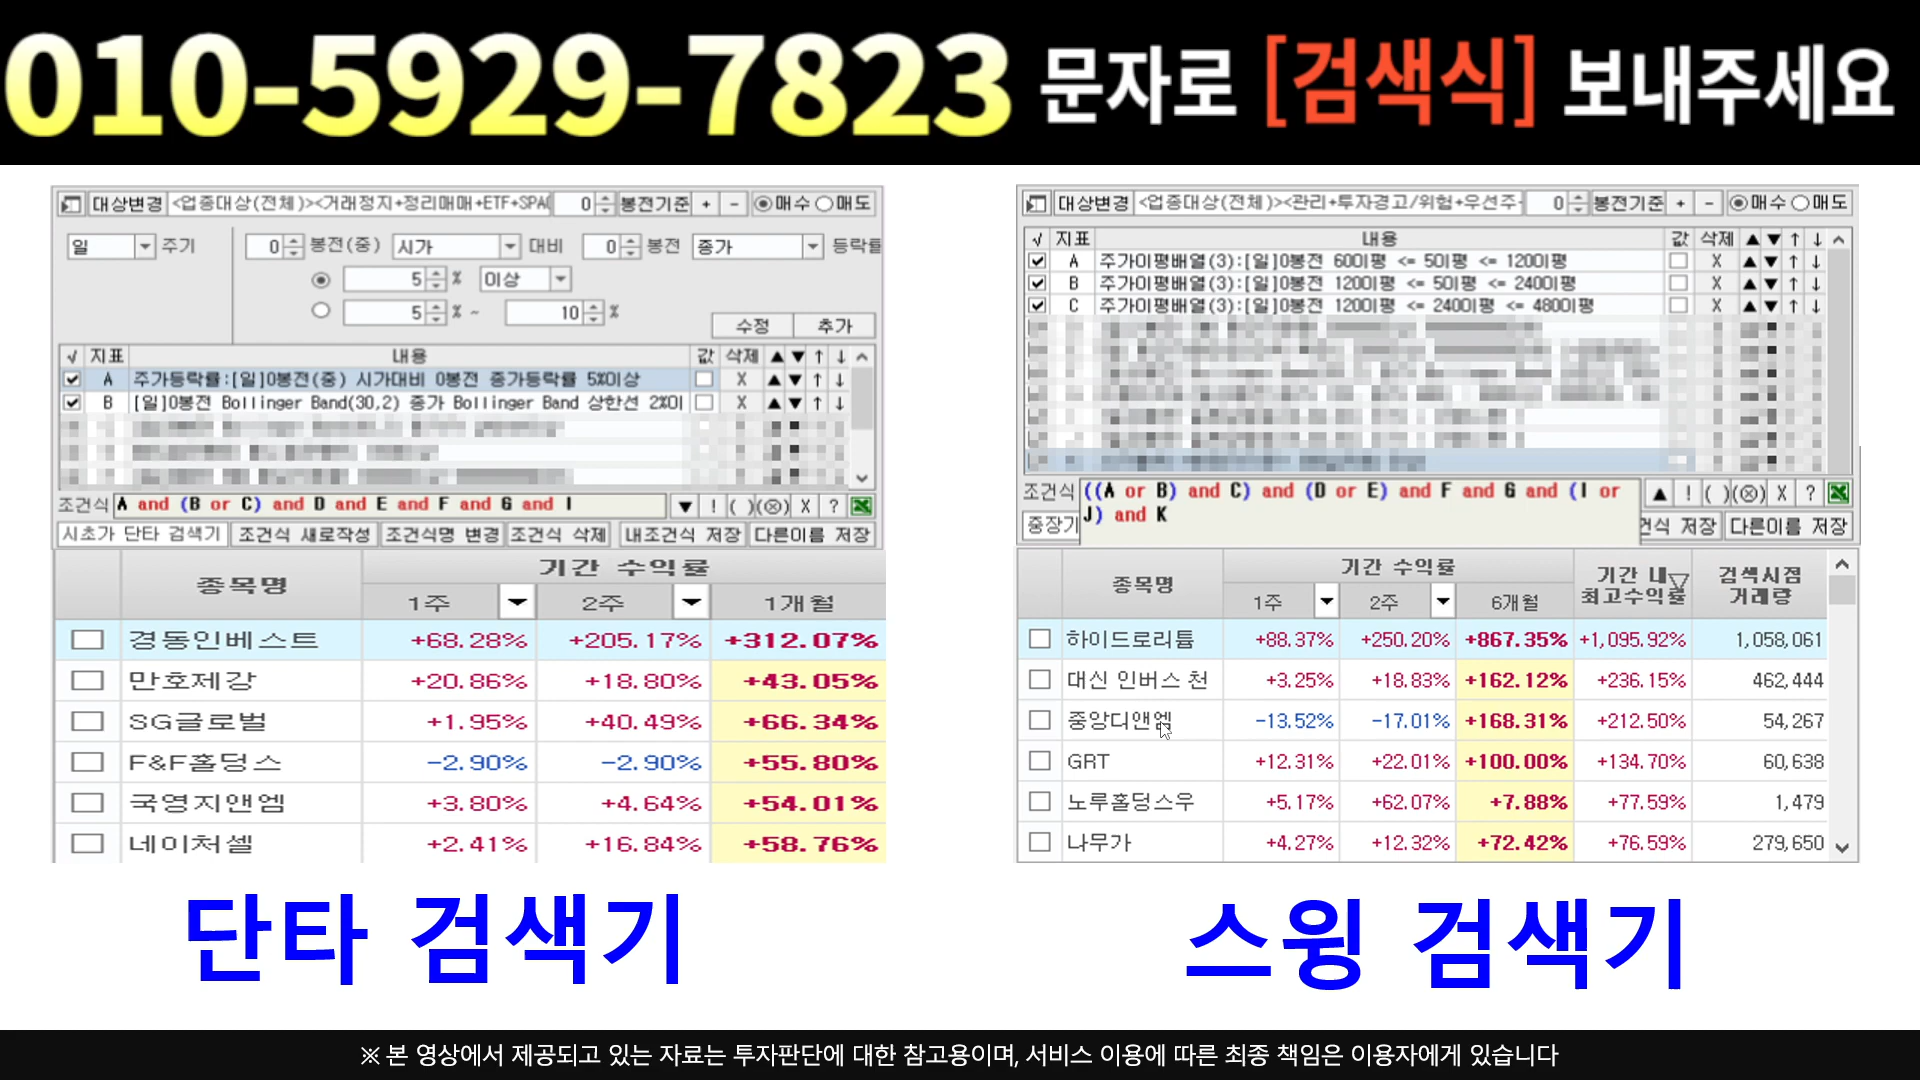 010-5929-7823 문자로 [검색식] 보내주세요
대상변경 <업종대상(전체)><거래정지+정리매매+ETF+SPA 0 봉전기준 + - 매수 매도
일 주기 0 봉전(중) 시가 대비 0 봉전 종가 등락률
5 % 이상
5 % ~ 10 %
수정 추가
√ 지표 내용 값 삭제 ▲ ▼ ↑ ↓
A 주가등락률:[일]0봉전(중) 시가대비 0봉전 종가등락률 5%이상 X ▲ ▼ ↑ ↓
B [일]0봉전 Bollinger Band(30,2) 종가 Bollinger Band 상한선 2%이 X ▲ ▼ ↑ ↓
조건식 A and (B or C) and D and E and F and G and I ▼ ! ( )(⊗) X ?
시초가 단타 검색기 조건식 새로작성 조건식명 변경 조건식 삭제 내조건식 저장 다른이름 저장
종목명 기간 수익률
1주 2주 1개월
경동인베스트 +68.28% +205.17% +312.07%
만호제강 +20.86% +18.80% +43.05%
SG글로벌 +1.95% +40.49% +66.34%
F&F홀딩스 -2.90% -2.90% +55.80%
국영지앤엠 +3.80% +4.64% +54.01%
네이처셀 +2.41% +16.84% +58.76%
단타 검색기
대상변경 <업종대상(전체)><관리+투자경고/위험+우선주+ 0 봉전기준 + - 매수 매도
√ 지표 내용 값 삭제 ▲ ▼ ↑ ↓
A 주가이평배열(3):[일]0봉전 60이평 <= 5이평 <= 120이평 X ▲ ▼ ↑ ↓
B 주가이평배열(3):[일]0봉전 120이평 <= 5이평 <= 240이평 X ▲ ▼ ↑ ↓
C 주가이평배열(3):[일]0봉전 120이평 <= 240이평 <= 480이평 X ▲ ▼ ↑ ↓
조건식 ((A or B) and C) and (D or E) and F and G and (I or ▲ ! ( )(⊗) X ?
J) and K
중장기 건식 저장 다른이름 저장
종목명 기간 수익률 기간 내 최고수익률 검색시점 거래량
1주 2주 6개월
하이드로리튬 +88.37% +250.20% +867.35% +1,095.92% 1,058,061
대신 인버스 천 +3.25% +18.83% +162.12% +236.15% 462,444
중앙디앤엠 -13.52% -17.01% +168.31% +212.50% 54,267
GRT +12.31% +22.01% +100.00% +134.70% 60,638
노루홀딩스우 +5.17% +62.07% +7.88% +77.59% 1,479
나무가 +4.27% +12.32% +72.42% +76.59% 279,650
스윙 검색기
※ 본 영상에서 제공되고 있는 자료는 투자판단에 대한 참고용이며, 서비스 이용에 따른 최종 책임은 이용자에게 있습니다